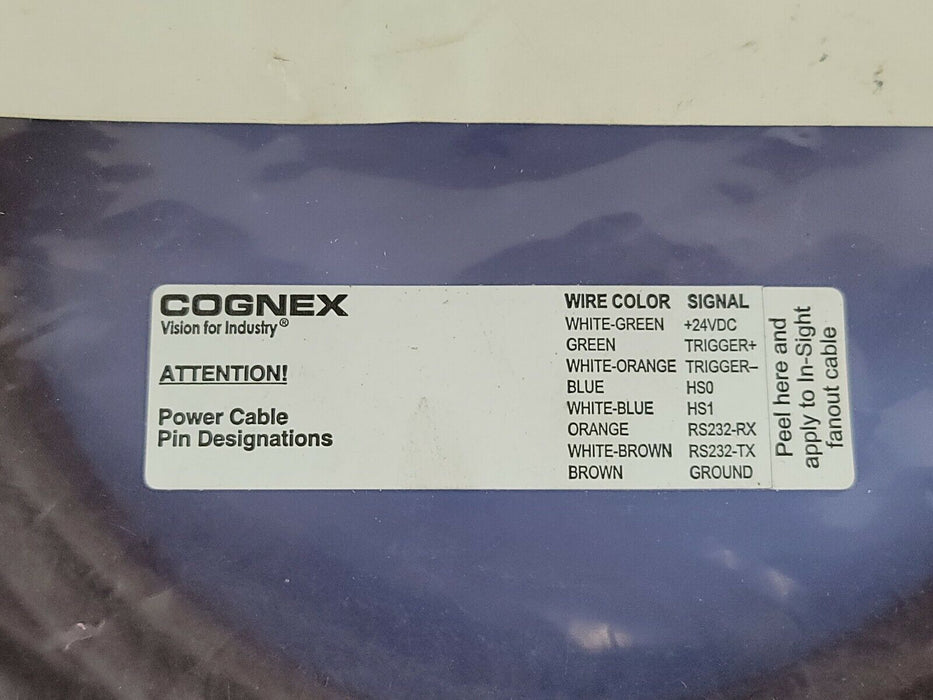 COGNEX
Vision for Industry®
ATTENTION!
Power Cable
Pin Designations
WIRE COLOR SIGNAL
WHITE-GREEN +24VDC
GREEN TRIGGER+
WHITE-ORANGE TRIGGER–
BLUE HS0
WHITE-BLUE HS1
ORANGE RS232-RX
WHITE-BROWN RS232-TX
BROWN GROUND
Peel here and
apply to In-Sight
fanout cable